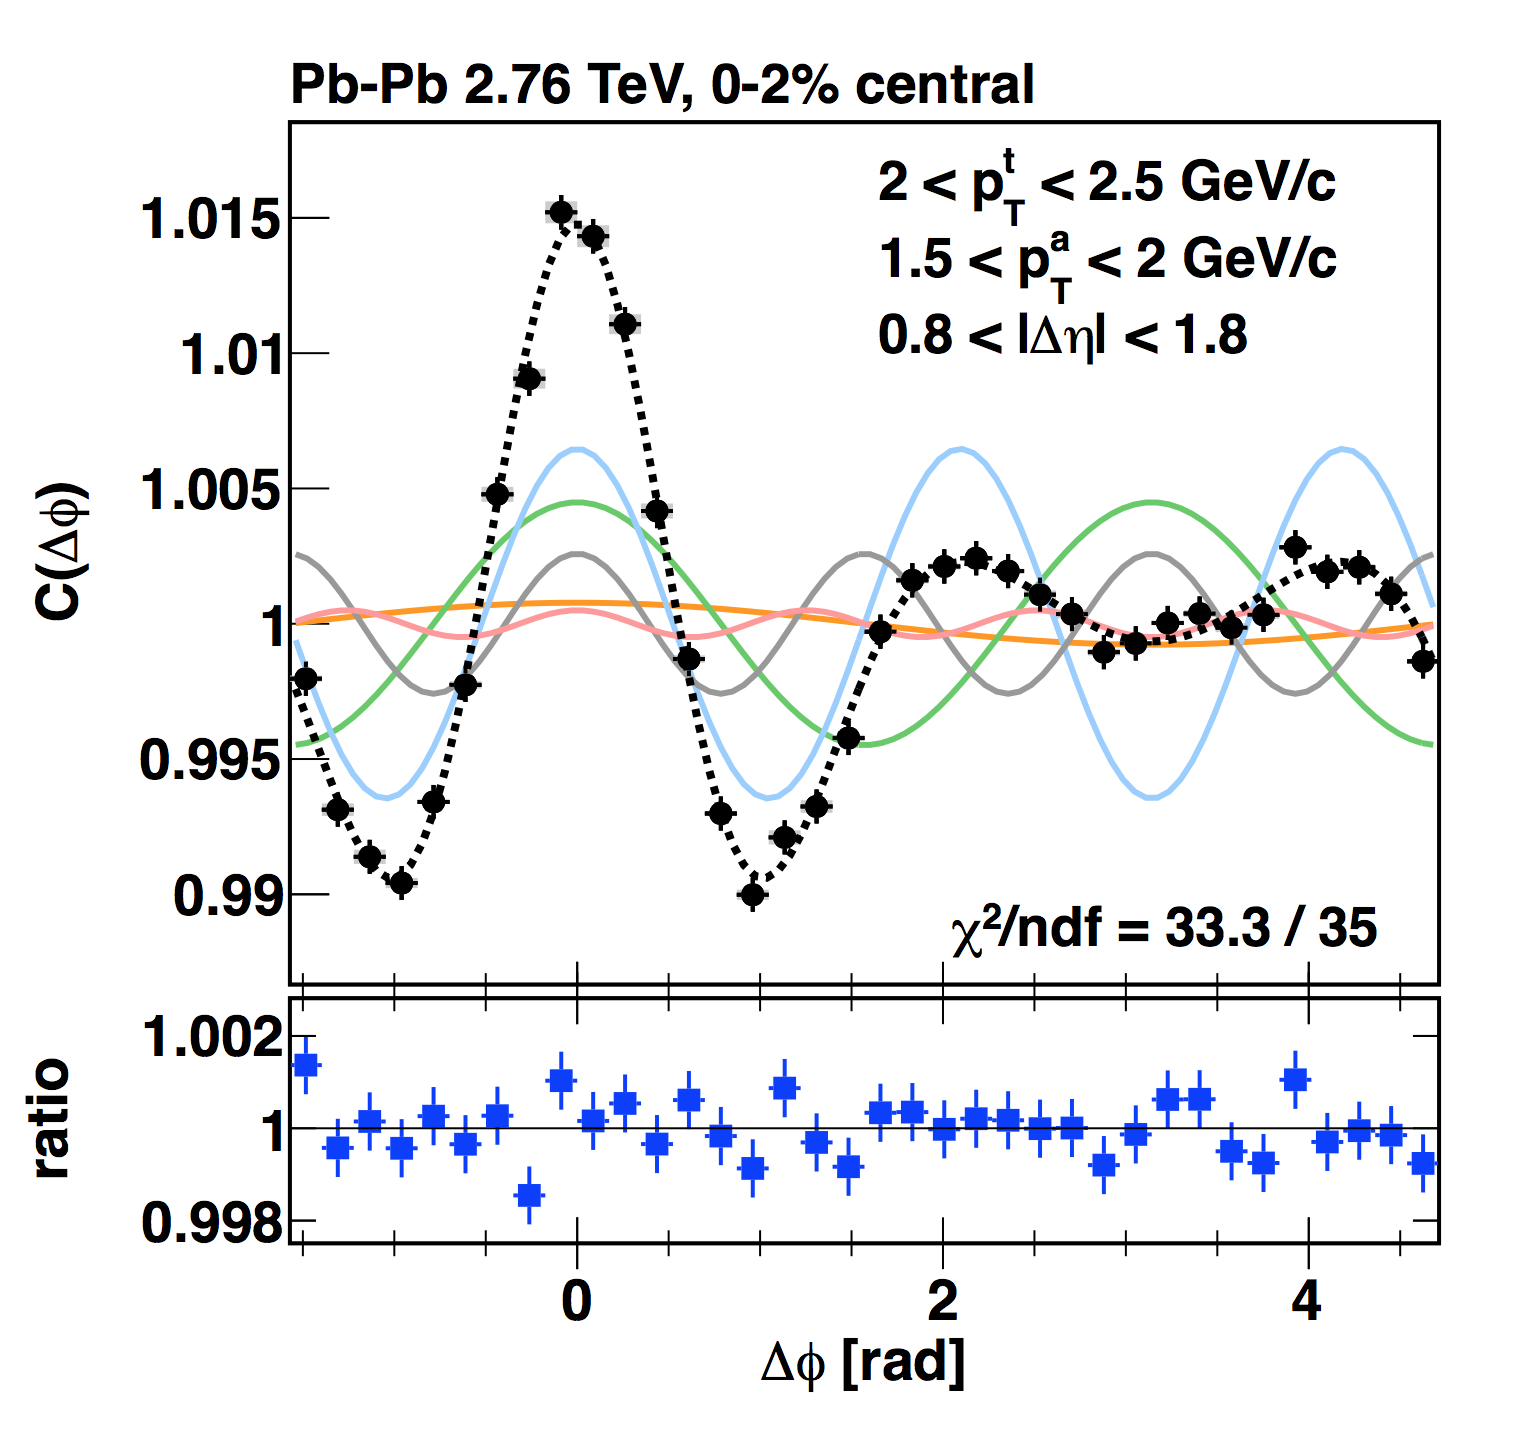 Pb-Pb 2.76 TeV, 0-2% central
2 < p_T^t < 2.5 GeV/c
1.5 < p_T^a < 2 GeV/c
0.8 < |Δη| < 1.8
1.015
1.01
1.005
1
0.995
0.99
C(Δϕ)
χ²/ndf = 33.3 / 35
1.002
1
0.998
ratio
0 2 4
Δϕ [rad]